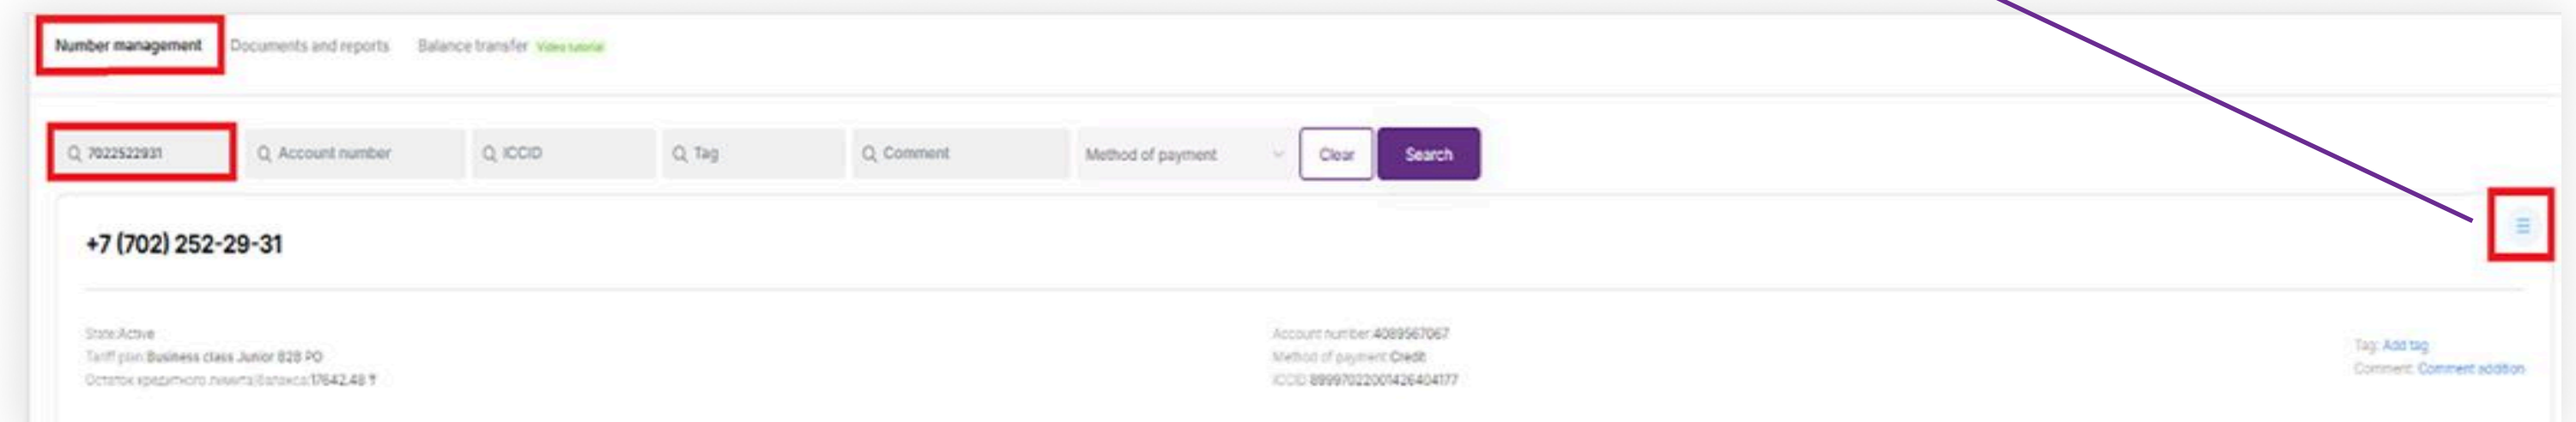 Number management Documents and reports Balance transfer Video tutorial
7022522931 Account number ICCID Tag Comment Method of payment Clear Search
+7 (702) 252-29-31
State:Active
Tariff plan:Business class Junior B2B PO
Остаток кредитного лимита/баланса:17642.48 ₸
Account number:4089567067
Method of payment:Credit
ICCID:89997022001426404177
Tag: Add tag
Comment: Comment addition